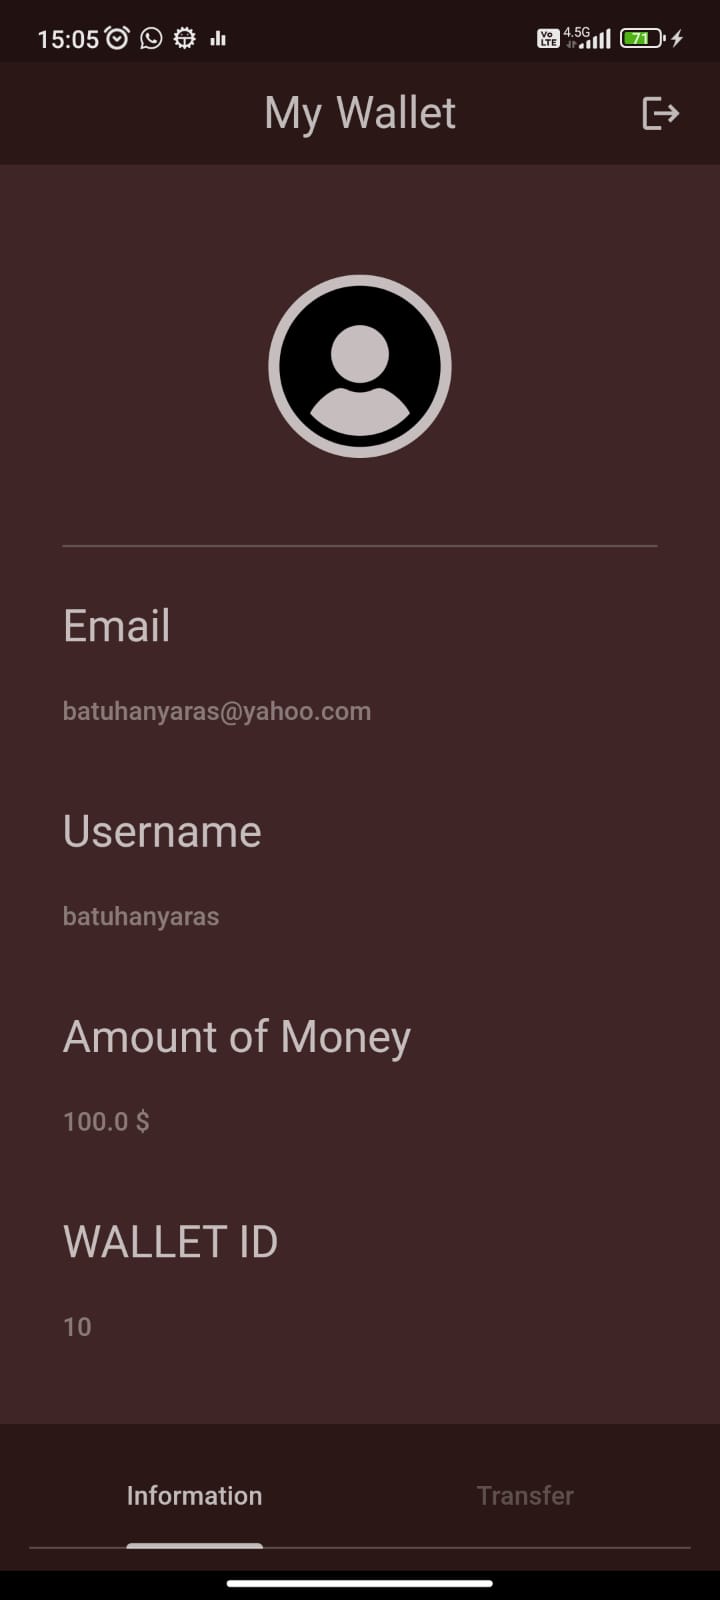 15:05
Vo LTE 4.5G 71
My Wallet
Email
batuhanyaras@yahoo.com
Username
batuhanyaras
Amount of Money
100.0 $
WALLET ID
10
Information Transfer